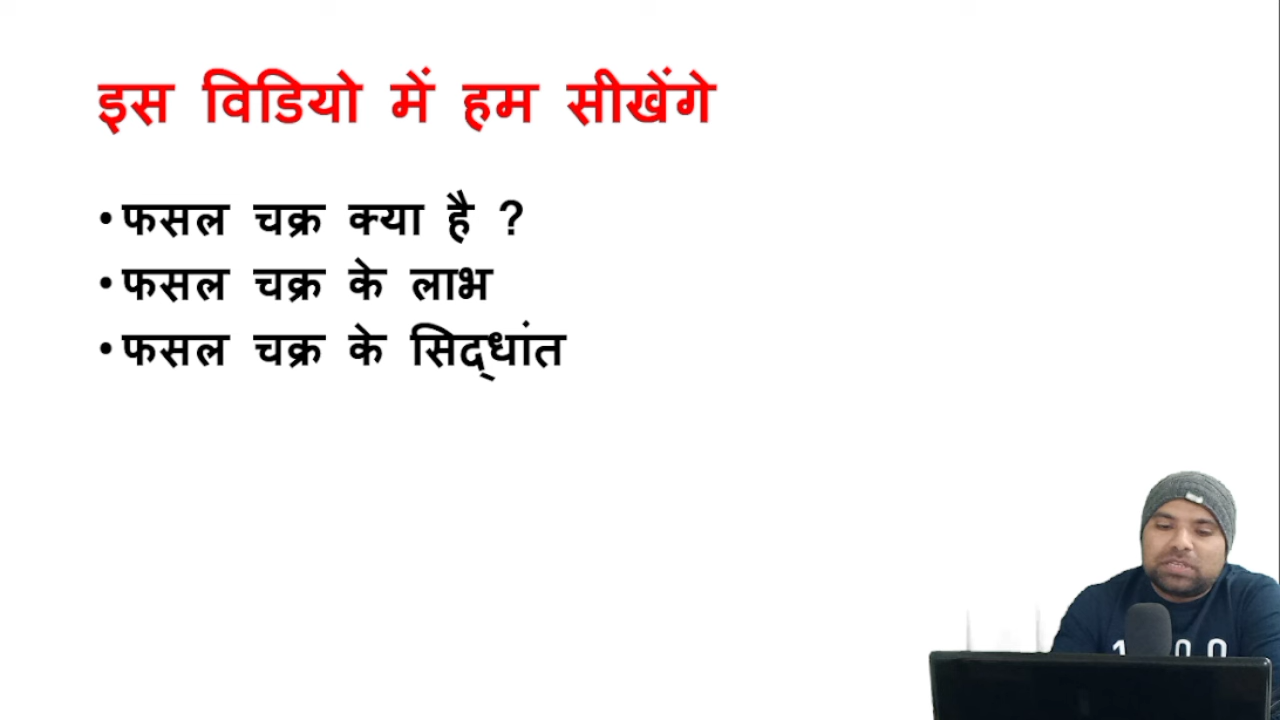 इस विडियो में हम सीखेंगे
• फसल चक्र क्या है ?
• फसल चक्र के लाभ
• फसल चक्र के सिद्धांत